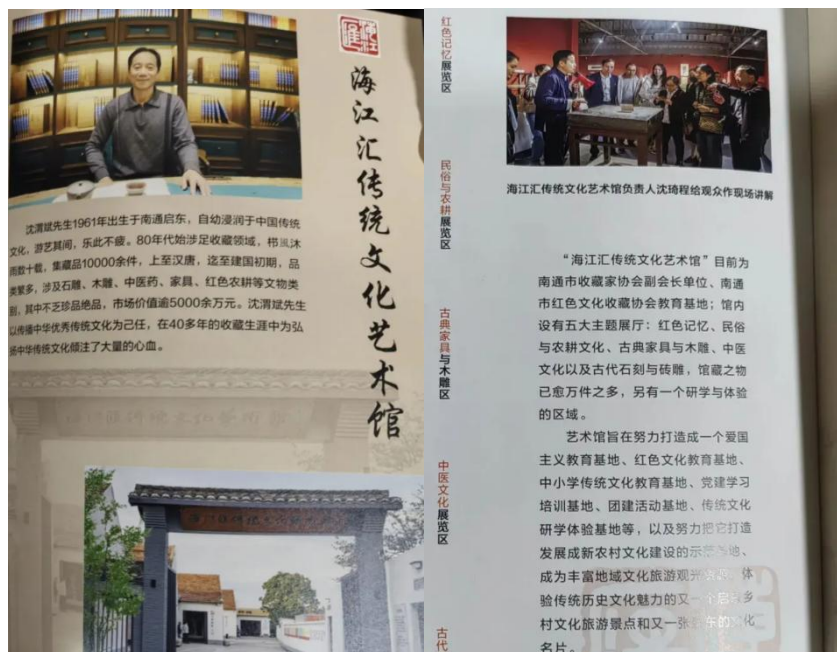 海江汇传统文化艺术馆
沈渭斌先生1961年出生于南通启东，自幼浸润于中国传统
文化，游艺其间，乐此不疲。80年代始涉足收藏领域，栉風沐
雨数十载，集藏品10000余件，上至汉唐，迄至建国初期，品
类繁多，涉及石雕、木雕、中医药、家具、红色农耕等文物类
别，其中不乏珍品绝品，市场价值逾5000余万元。沈渭斌先生
以传播中华优秀传统文化为己任，在40多年的收藏生涯中为弘
扬中华传统文化倾注了大量的心血。
红色记忆展览区
民俗与农耕展览区
古典家具与木雕区
中医文化展览区
古代
海江汇传统文化艺术馆负责人沈琦程给观众作现场讲解
“海江汇传统文化艺术馆”目前为
南通市收藏家协会副会长单位、南通
市红色文化收藏协会教育基地；馆内
设有五大主题展厅：红色记忆、民俗
与农耕文化、古典家具与木雕、中医
文化以及古代石刻与砖雕，馆藏之物
已愈万件之多，另有一个研学与体验
的区域。
艺术馆旨在努力打造成一个爱国
主义教育基地、红色文化教育基地、
中小学传统文化教育基地、党建学习
培训基地、团建活动基地、传统文化
研学体验基地等，以及努力把它打造
发展成新农村文化建设的示范基地、
成为丰富地域文化旅游观光资源、体
验传统历史文化魅力的又一个启东乡
村文化旅游景点和又一张启东的文化
名片。